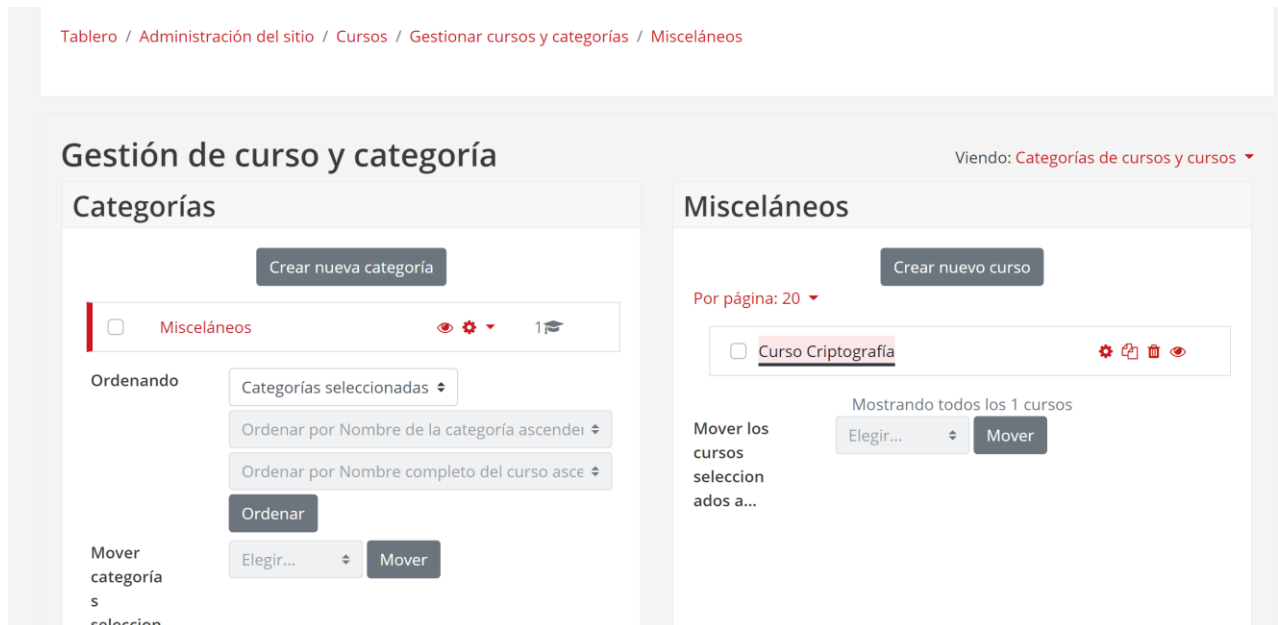 Tablero / Administración del sitio / Cursos / Gestionar cursos y categorías / Misceláneos
Gestión de curso y categoría
Viendo: Categorías de cursos y cursos
Categorías
Crear nueva categoría
Misceláneos
1
Ordenando
Categorías seleccionadas
Ordenar por Nombre de la categoría ascender
Ordenar por Nombre completo del curso asce
Ordenar
Mover
categoría
s
seleccion
Elegir...
Mover
Misceláneos
Crear nuevo curso
Por página: 20
Curso Criptografía
Mostrando todos los 1 cursos
Mover los
cursos
seleccion
ados a...
Elegir...
Mover